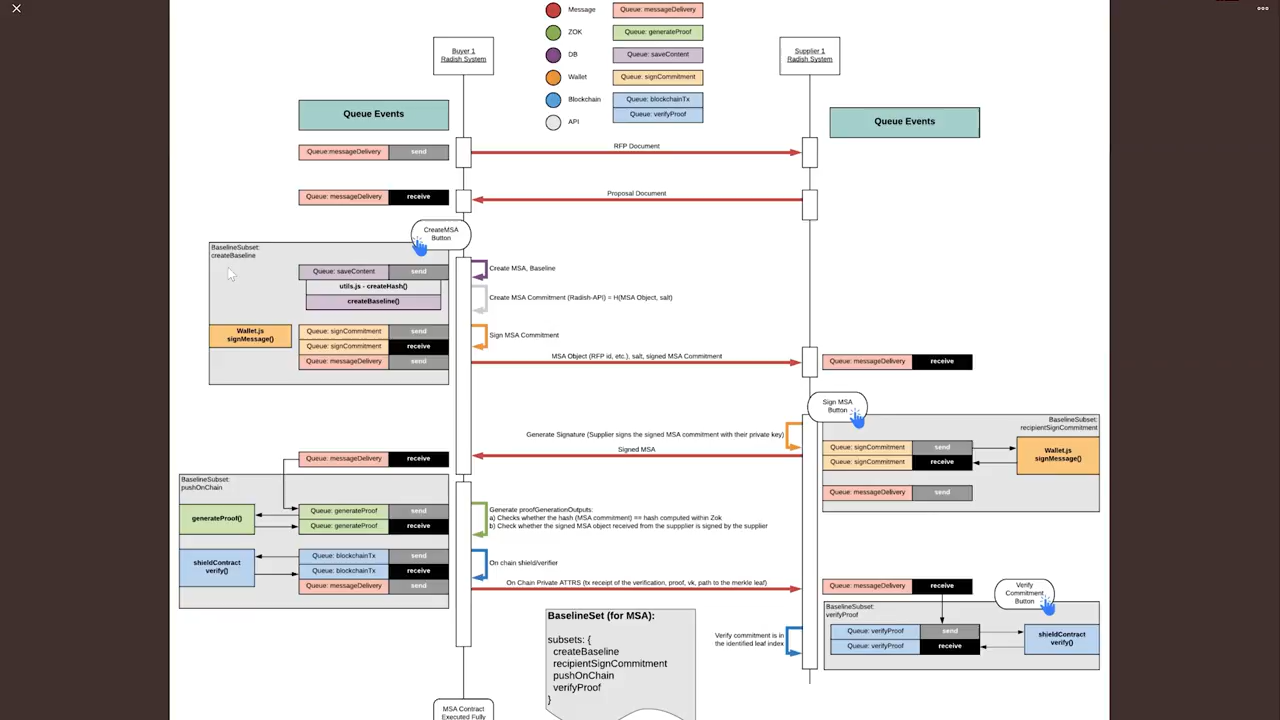 Message
Queue: messageDelivery
ZOK
Queue: generateProof
DB
Queue: saveContent
Wallet
Queue: signCommitment
Blockchain
Queue: blockchainTx
Queue: verifyProof
API
Buyer 1
Radish System
Supplier 1
Radish System
Queue Events
Queue Events
Queue:messageDelivery send
RFP Document
Queue: messageDelivery receive
Proposal Document
CreateMSA
Button
BaselineSubset:
createBaseline
Queue: saveContent send
utils.js - createHash()
createBaseline()
Create MSA, Baseline
Create MSA Commitment (Radish-API) = H(MSA Object, salt)
Wallet.js
signMessage()
Queue: signCommitment send
Queue: signCommitment receive
Queue: messageDelivery send
Sign MSA Commitment
MSA Object (RFP id, etc.), salt, signed MSA Commitment
Queue: messageDelivery receive
Sign MSA
Button
BaselineSubset:
recipientSignCommitment
Generate Signature (Supplier signs the signed MSA commitment with their private key)
Signed MSA
Queue: signCommitment send
Queue: signCommitment receive
Wallet.js
signMessage()
Queue: messageDelivery send
Queue: messageDelivery receive
BaselineSubset:
pushOnChain
generateProof()
Queue: generateProof send
Queue: generateProof receive
Generate proofGenerationOutputs:
a) Checks whether the hash (MSA commitment) == hash computed within Zok
b) Check whether the signed MSA object received from the suppplier is signed by the supplier
shieldContract
verify()
Queue: blockchainTx send
Queue: blockchainTx receive
Queue: messageDelivery send
On chain shield/verifier
On Chain Private ATTRS (tx receipt of the verification, proof, vk, path to the merkle leaf)
Queue: messageDelivery receive
Verify
Commitment
Button
BaselineSubset:
verifyProof
Queue: verifyProof send
Queue: verifyProof receive
shieldContract
verify()
Verify commitment is in
the identified leaf index
BaselineSet (for MSA):
subsets: {
createBaseline
recipientSignCommitment
pushOnChain
verifyProof
}
MSA Contract
Executed Fully